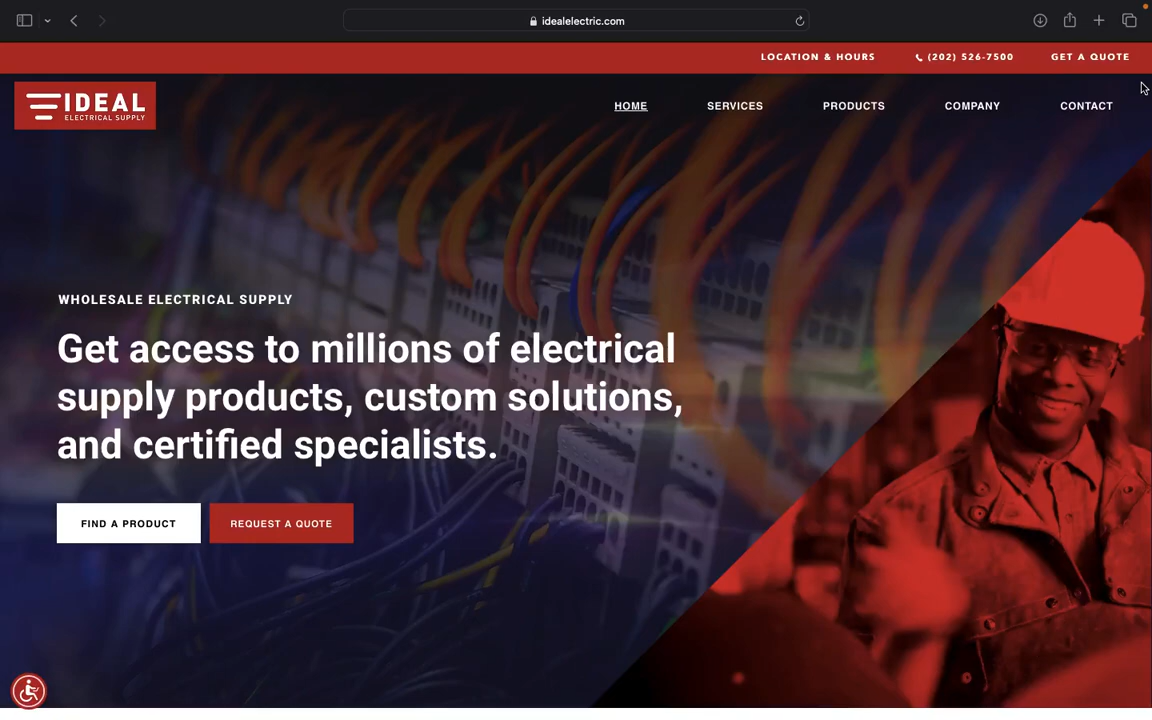 idealelectric.com
LOCATION & HOURS (202) 526-7500 GET A QUOTE
IDEAL
ELECTRICAL SUPPLY
HOME SERVICES PRODUCTS COMPANY CONTACT
WHOLESALE ELECTRICAL SUPPLY
Get access to millions of electrical
supply products, custom solutions,
and certified specialists.
FIND A PRODUCT REQUEST A QUOTE